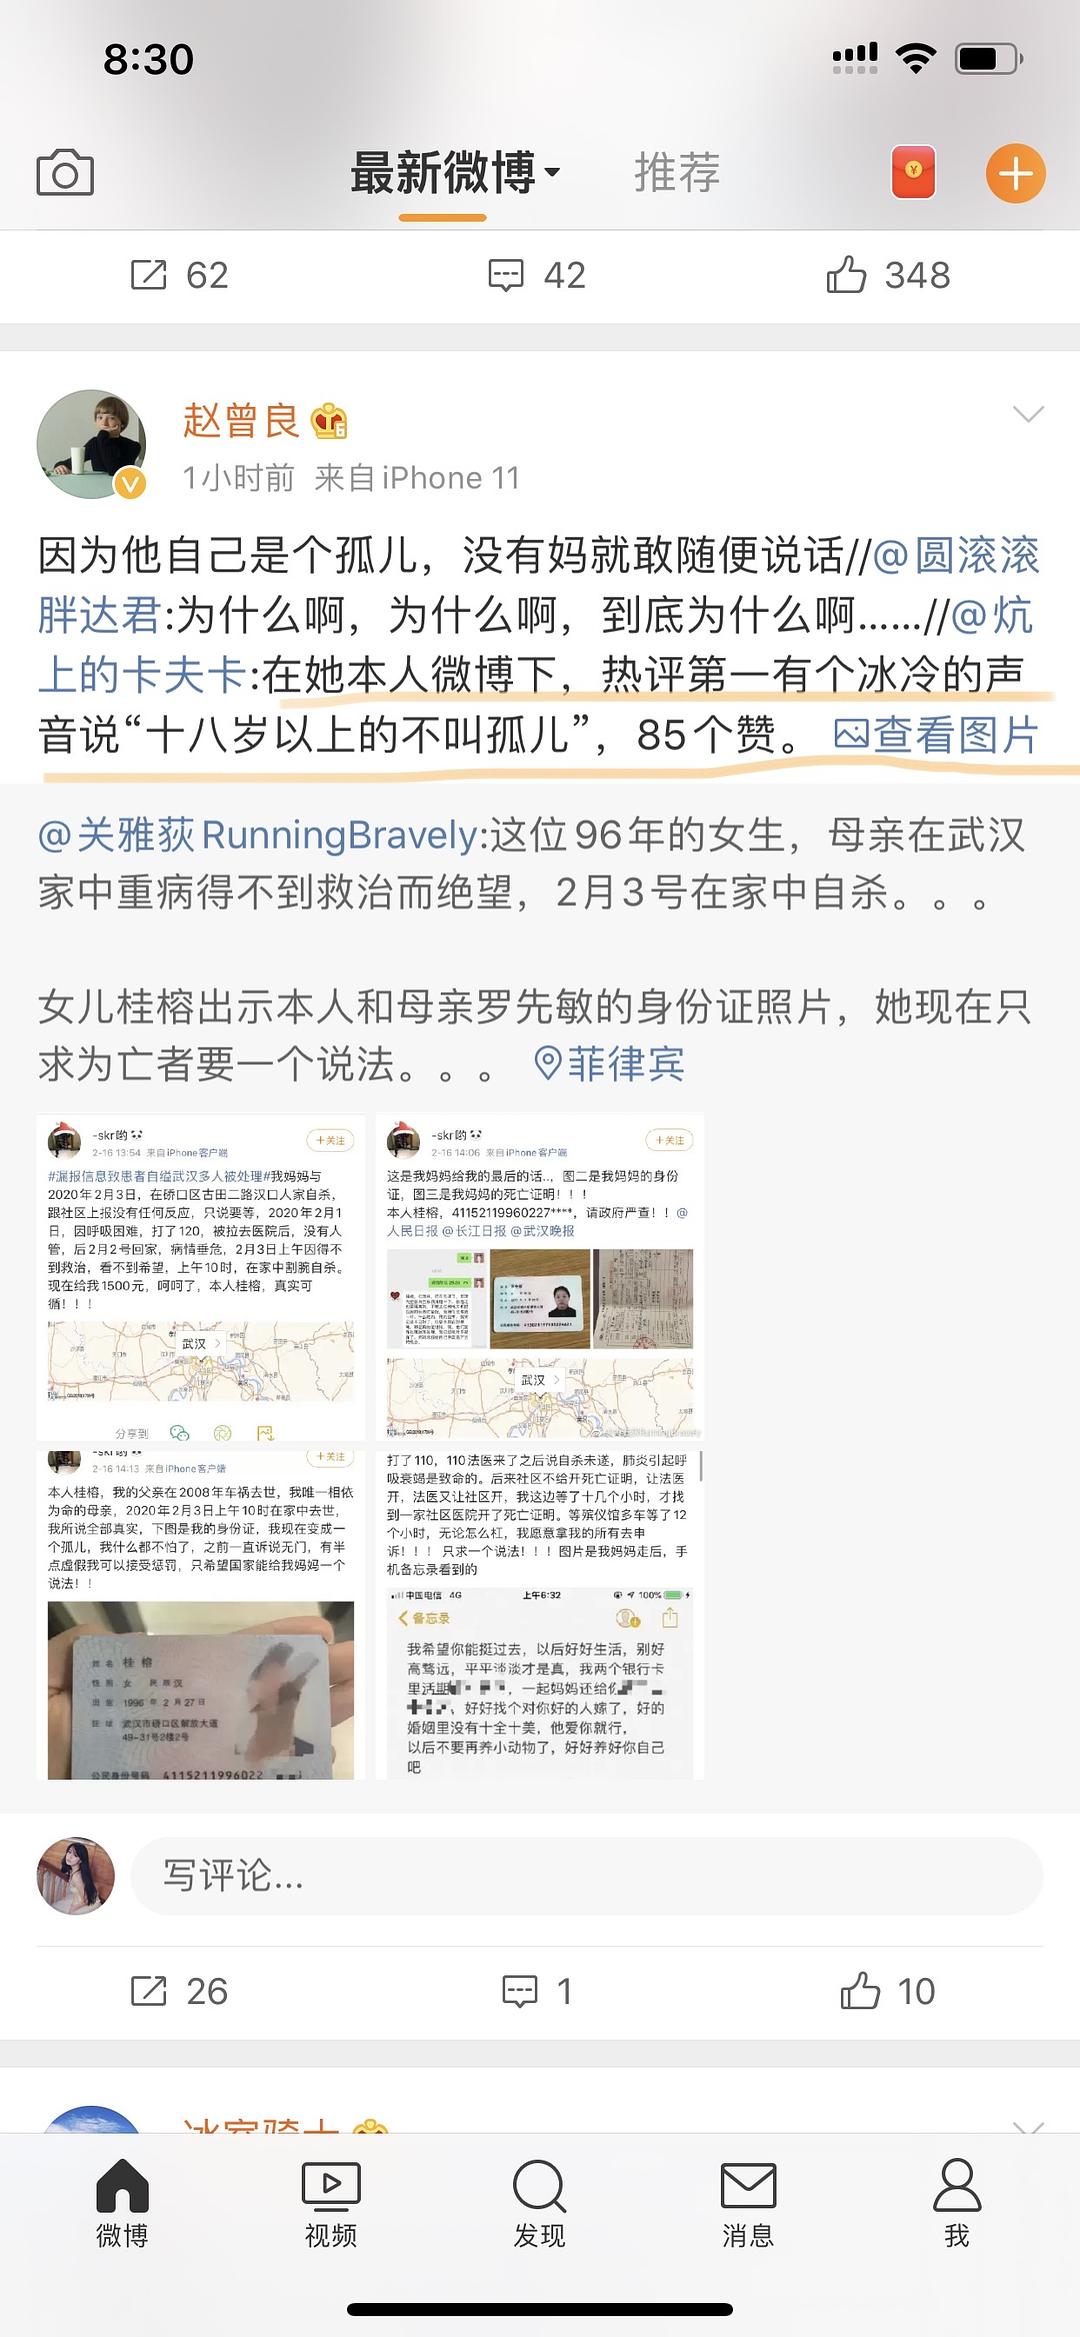 8:30
最新微博 推荐
62 42 348
赵曾良
1小时前 来自iPhone 11
因为他自己是个孤儿，没有妈就敢随便说话//@圆滚滚
胖达君:为什么啊，为什么啊，到底为什么啊……//@炕
上的卡夫卡:在她本人微博下，热评第一有个冰冷的声
音说“十八岁以上的不叫孤儿”，85个赞。 查看图片
@关雅荻RunningBravely:这位96年的女生，母亲在武汉
家中重病得不到救治而绝望，2月3号在家中自杀。。。
女儿桂榕出示本人和母亲罗先敏的身份证照片，她现在只
求为亡者要一个说法。。。 菲律宾
-skr哟
+关注
2-16 13:54 来自iPhone客户端
#漏报信息致患者自缢武汉多人被处理#我妈妈与
2020年2月3日，在硚口区古田二路汉口人家自杀，
跟社区上报没有任何反应，只说要等，2020年2月1
日，因呼吸困难，打了120，被拉去医院后，没有人
管，后2月2号回家，病情垂危，2月3日上午因得不
到救治，看不到希望，上午10时，在家中割腕自杀。
现在给我1500元，呵呵了，本人桂榕，真实可
循！！！
武汉
分享到
-skr哟
+关注
2-16 14:06 来自iPhone客户端
这是我妈妈给我的最后的话..，图二是我妈妈的身份
证，图三是我妈妈的死亡证明！！！
本人桂榕，41152119960227****，请政府严查！！@
人民日报 @长江日报 @武汉晚报
武汉
-skr哟
+关注
2-16 14:13 来自iPhone客户端
本人桂榕，我的父亲在2008年车祸去世，我唯一相依
为命的母亲，2020年2月3日上午10时在家中去世，
我所说全部真实，下图是我的身份证，我现在变成一
个孤儿，我什么都不怕了，之前一直诉说无门，有半
点虚假我可以接受惩罚，只希望国家能给我妈妈一个
说法！！
姓名 桂榕
性别 女 民族 汉
出生 1996 年 2 月 27 日
住址 武汉市硚口区解放大道
49-31号2楼2号
公民身份号码 4115211996022
打了110，110法医来了之后说自杀未遂，肺炎引起呼
吸衰竭是致命的。后来社区不给开死亡证明，让法医
开，法医又让社区开，我这边等了十几个小时，才找
到一家社区医院开了死亡证明。等殡仪馆多车等了12
个小时，无论怎么杠，我愿意拿我的所有去申
诉！！！ 只求一个说法！！！图片是我妈妈走后，手
机备忘录看到的
中国电信 4G 上午6:32 100%
备忘录
我希望你能挺过去，以后好好生活，别好
高骛远，平平淡淡才是真，我两个银行卡
里活期 ，一起妈妈还给你
、好好找个对你好的人嫁了，好的
婚姻里没有十全十美，他爱你就行，
以后不要再养小动物了，好好养好你自己
吧
写评论...
26 1 10
微博 视频 发现 消息 我